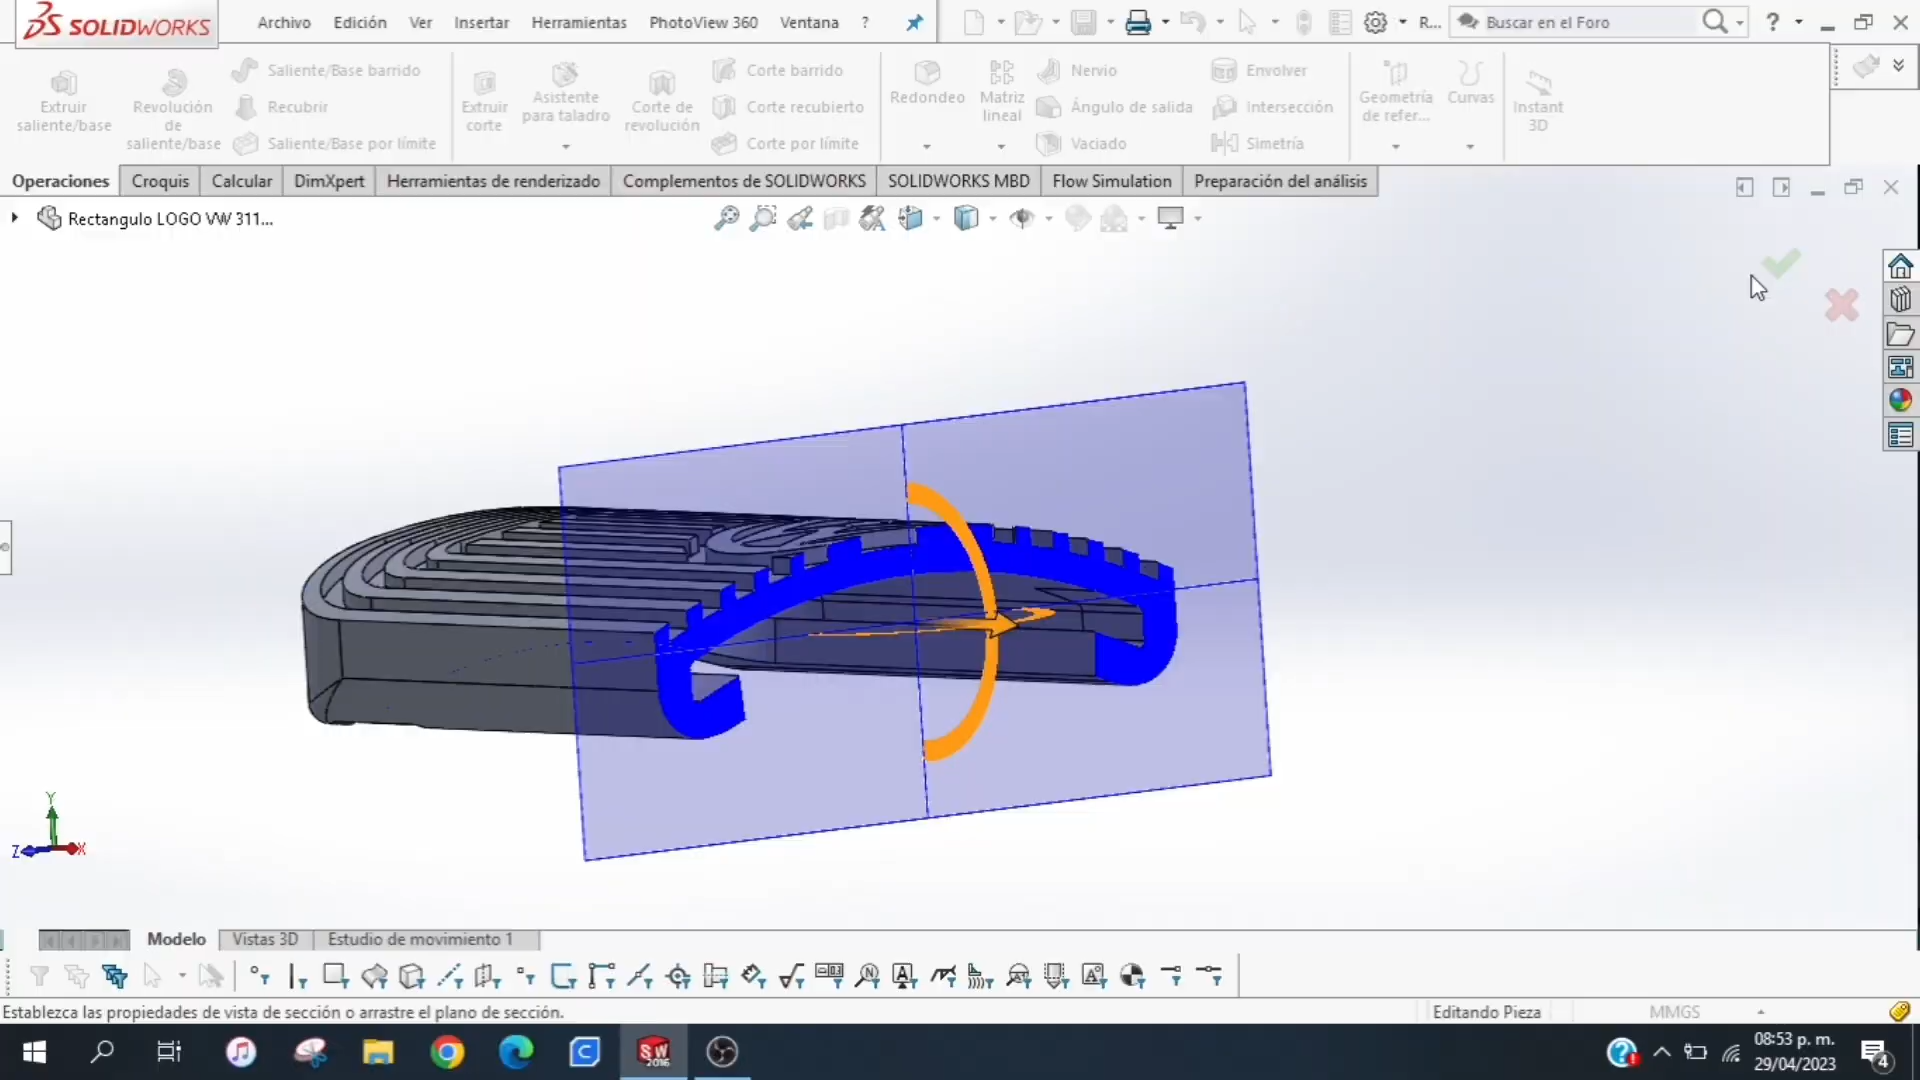 SOLIDWORKS
Archivo Edición Ver Insertar Herramientas PhotoView 360 Ventana ? R... Buscar en el Foro ?
Extruir saliente/base
Revolución de saliente/base
Saliente/Base barrido
Recubrir
Saliente/Base por límite
Extruir corte
Asistente para taladro
Corte de revolución
Corte barrido
Corte recubierto
Corte por límite
Redondeo
Matriz lineal
Nervio
Ángulo de salida
Vaciado
Envolver
Intersección
Simetría
Geometría de refer...
Curvas
Instant 3D
Operaciones Croquis Calcular DimXpert Herramientas de renderizado Complementos de SOLIDWORKS SOLIDWORKS MBD Flow Simulation Preparación del análisis
Rectangulo LOGO VW 311...
Y
Z X
Modelo Vistas 3D Estudio de movimiento 1
Establezca las propiedades de vista de sección o arrastre el plano de sección. Editando Pieza MMGS
SW 2016
08:53 p. m.
29/04/2023
4